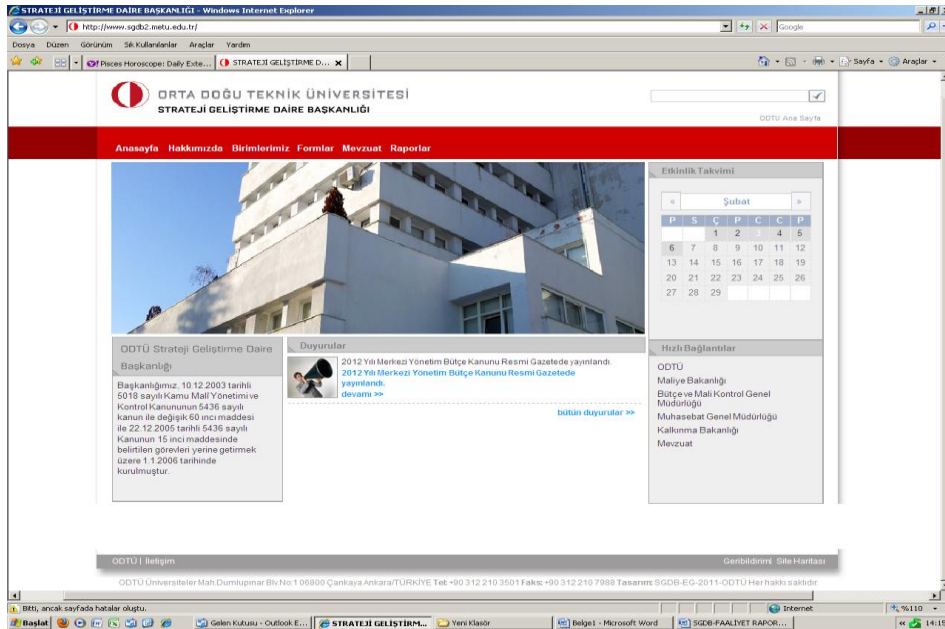 STRATEJİ GELİŞTİRME DAİRE BAŞKANLIĞI - Windows Internet Explorer
http://www.sgdb2.metu.edu.tr/
Google
Dosya Düzen Görünüm Sık Kullanılanlar Araçlar Yardım
Pisces Horoscope: Daily Exte...
STRATEJİ GELİŞTİRME D...
Sayfa
Araçlar
ORTA DOĞU TEKNİK ÜNİVERSİTESİ
STRATEJİ GELİŞTİRME DAİRE BAŞKANLIĞI
ODTÜ Ana Sayfa
Anasayfa Hakkımızda Birimlerimiz Formlar Mevzuat Raporlar
Etkinlik Takvimi
« Şubat »
P S Ç P C C P
1 2 3 4 5
6 7 8 9 10 11 12
13 14 15 16 17 18 19
20 21 22 23 24 25 26
27 28 29
ODTÜ Strateji Geliştirme Daire
Başkanlığı
Başkanlığımız, 10.12.2003 tarihli
5018 sayılı Kamu Malî Yönetimi ve
Kontrol Kanununun 5436 sayılı
kanun ile değişik 60 ıncı maddesi
ile 22.12.2005 tarihli 5436 sayılı
Kanunun 15 inci maddesinde
belirtilen görevleri yerine getirmek
üzere 1.1.2006 tarihinde
kurulmuştur.
Duyurular
2012 Yılı Merkezi Yönetim Bütçe Kanunu Resmi Gazetede yayınlandı.
2012 Yılı Merkezi Yönetim Bütçe Kanunu Resmi Gazetede
yayınlandı.
devamı >>
bütün duyurular >>
Hızlı Bağlantılar
ODTÜ
Maliye Bakanlığı
Bütçe ve Mali Kontrol Genel
Müdürlüğü
Muhasebat Genel Müdürlüğü
Kalkınma Bakanlığı
Mevzuat
ODTÜ | İletişim
Geribildirim| Site Haritası
ODTÜ Üniversiteler Mah.Dumlupınar Blv.No:1 06800 Çankaya Ankara/TÜRKİYE Tel: +90 312 210 3501 Faks: +90 312 210 7988 Tasarım: SGDB-EG-2011-ODTÜ Her hakkı saklıdır.
Bitti, ancak sayfada hatalar oluştu.
Internet
%110
Başlat
Gelen Kutusu - Outlook E...
STRATEJİ GELİŞTİRM...
Yeni Klasör
Belge1 - Microsoft Word
SGDB-FAALİYET RAPOR...
14:15